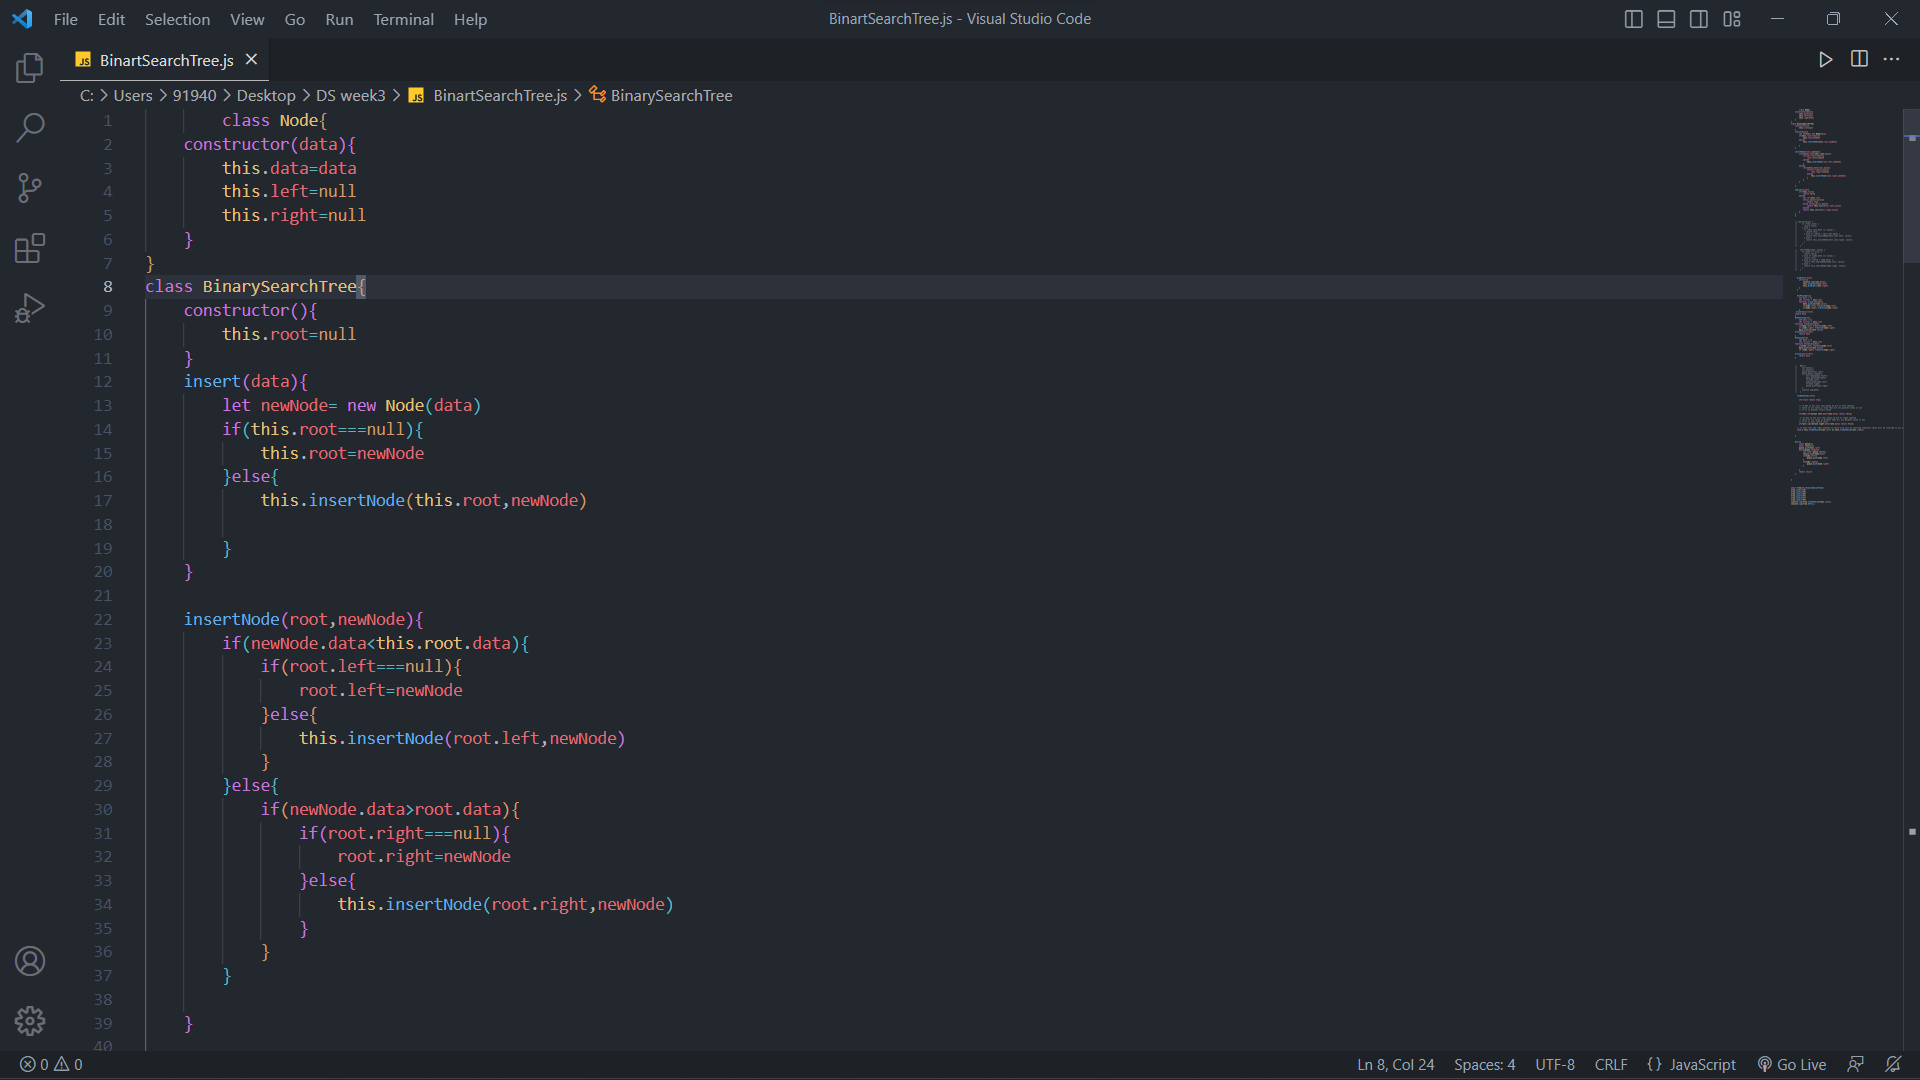 File Edit Selection View Go Run Terminal Help
BinartSearchTree.js - Visual Studio Code
JS BinartSearchTree.js
C: > Users > 91940 > Desktop > DS week3 > JS BinartSearchTree.js > BinarySearchTree
1 class Node{
2 constructor(data){
3 this.data=data
4 this.left=null
5 this.right=null
6 }
7 }
8 class BinarySearchTree{
9 constructor(){
10 this.root=null
11 }
12 insert(data){
13 let newNode= new Node(data)
14 if(this.root===null){
15 this.root=newNode
16 }else{
17 this.insertNode(this.root,newNode)
18
19 }
20 }
21
22 insertNode(root,newNode){
23 if(newNode.data<this.root.data){
24 if(root.left===null){
25 root.left=newNode
26 }else{
27 this.insertNode(root.left,newNode)
28 }
29 }else{
30 if(newNode.data>root.data){
31 if(root.right===null){
32 root.right=newNode
33 }else{
34 this.insertNode(root.right,newNode)
35 }
36 }
37 }
38
39 }
40
0 0
Ln 8, Col 24 Spaces: 4 UTF-8 CRLF {} JavaScript Go Live